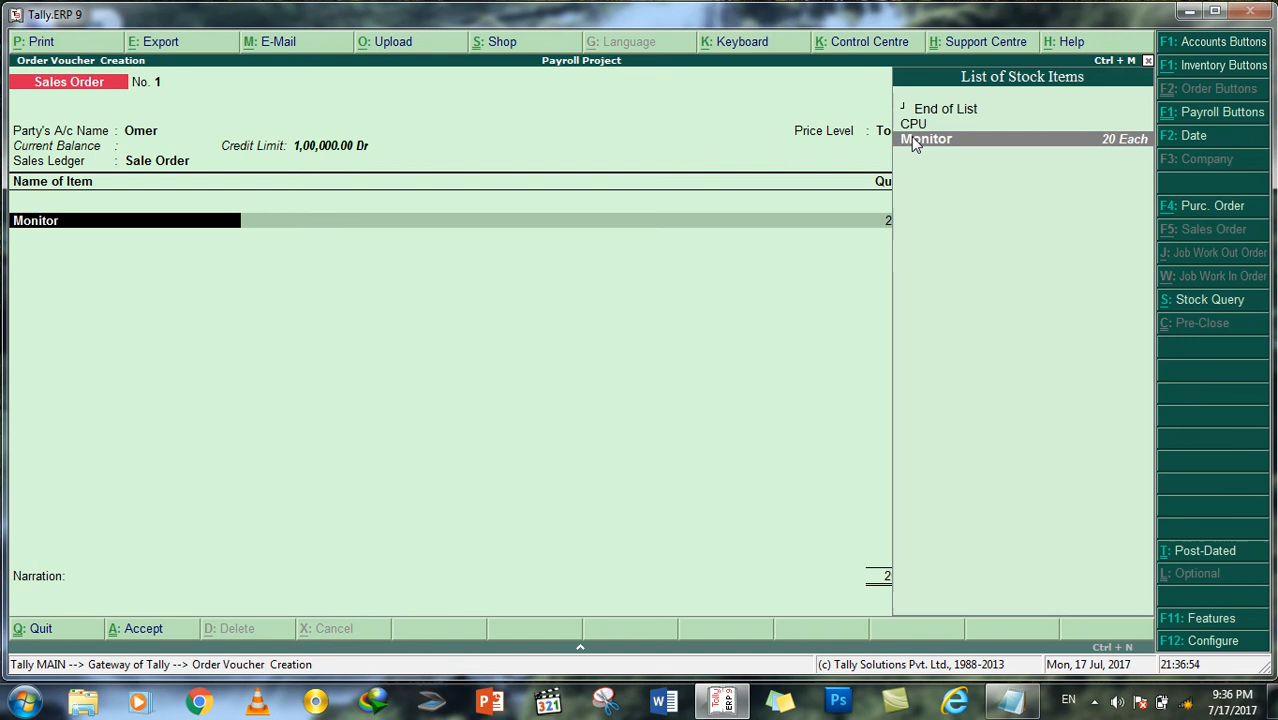 Tally.ERP 9
P: Print E: Export M: E-Mail O: Upload S: Shop G: Language K: Keyboard K: Control Centre H: Support Centre H: Help
F1: Accounts Buttons
Order Voucher Creation Payroll Project Ctrl + M
F1: Inventory Buttons
Sales Order No. 1
List of Stock Items
F2: Order Buttons
End of List
F1: Payroll Buttons
CPU
Party's A/c Name : Omer Price Level : To
Monitor 20 Each
F2: Date
Current Balance : Credit Limit: 1,00,000.00 Dr
Sales Ledger : Sale Order
F3: Company
Name of Item Qu
F4: Purc. Order
Monitor 2
F5: Sales Order
J: Job Work Out Order
W: Job Work In Order
S: Stock Query
C: Pre-Close
T: Post-Dated
Narration: 2
L: Optional
F11: Features
Q: Quit A: Accept D: Delete X: Cancel
F12: Configure
Ctrl + N
Tally MAIN --> Gateway of Tally --> Order Voucher Creation (c) Tally Solutions Pvt. Ltd., 1988-2013 Mon, 17 Jul, 2017 21:36:54
EN 9:36 PM
7/17/2017